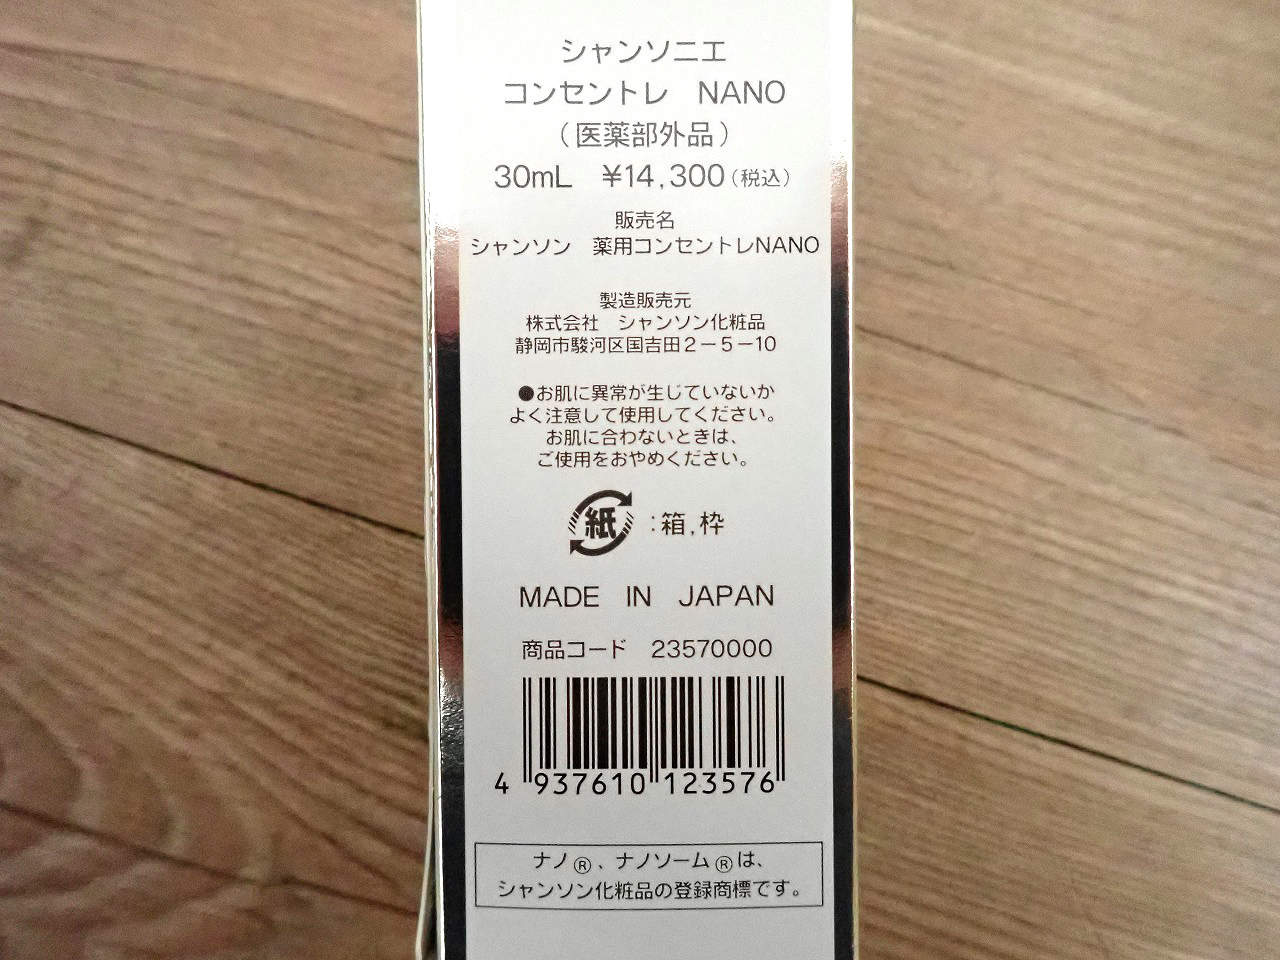 シャンソニエ
コンセントレ　NANO
（医薬部外品）
30mL　¥14,300（税込）
販売名
シャンソン　薬用コンセントレNANO
製造販売元
株式会社　シャンソン化粧品
静岡市駿河区国吉田２－５－10
●お肌に異常が生じていないか
よく注意して使用してください。
お肌に合わないときは、
ご使用をおやめください。
紙：箱,枠
MADE IN JAPAN
商品コード　23570000
4 937610 123576
ナノ®、ナノソーム®は、
シャンソン化粧品の登録商標です。